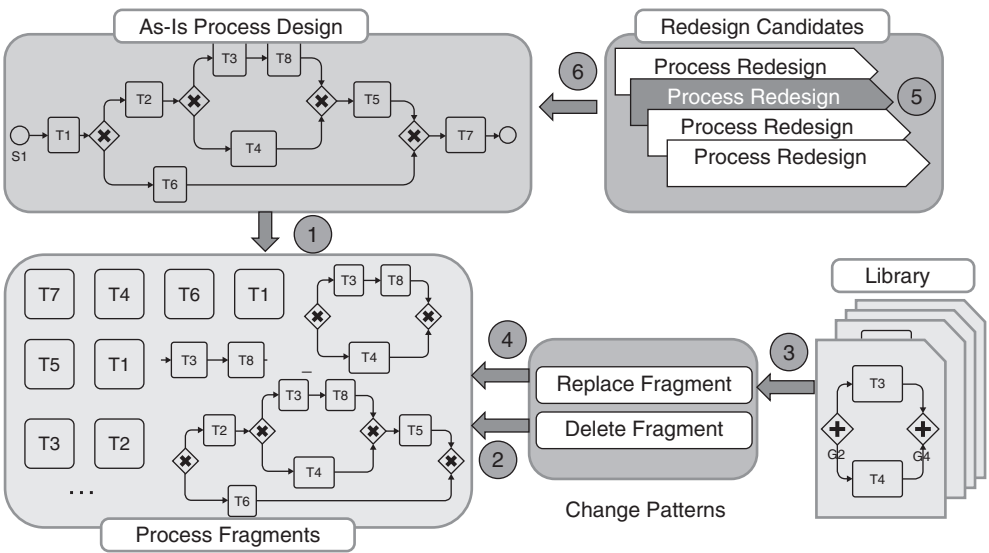 As-Is Process Design
T3
T8
T2
T5
T1
T7
S1
T4
T6
Redesign Candidates
Process Redesign
Process Redesign
Process Redesign
Process Redesign
6
5
1
T7 T4 T6 T1
T3 T8
T4
T5 T1
T3 T8
T3 T2
T3 T8
T2
T5
T4
T6
...
Process Fragments
4
2
Replace Fragment
Delete Fragment
Change Patterns
3
Library
T3
G2 G4
T4